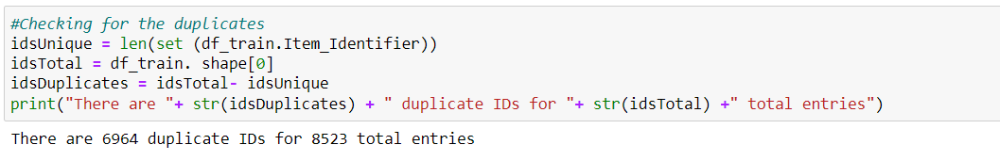 #Checking for the duplicates
idsUnique = len(set (df_train.Item_Identifier))
idsTotal = df_train. shape[0]
idsDuplicates = idsTotal- idsUnique
print("There are "+ str(idsDuplicates) + " duplicate IDs for "+ str(idsTotal) +" total entries")
There are 6964 duplicate IDs for 8523 total entries